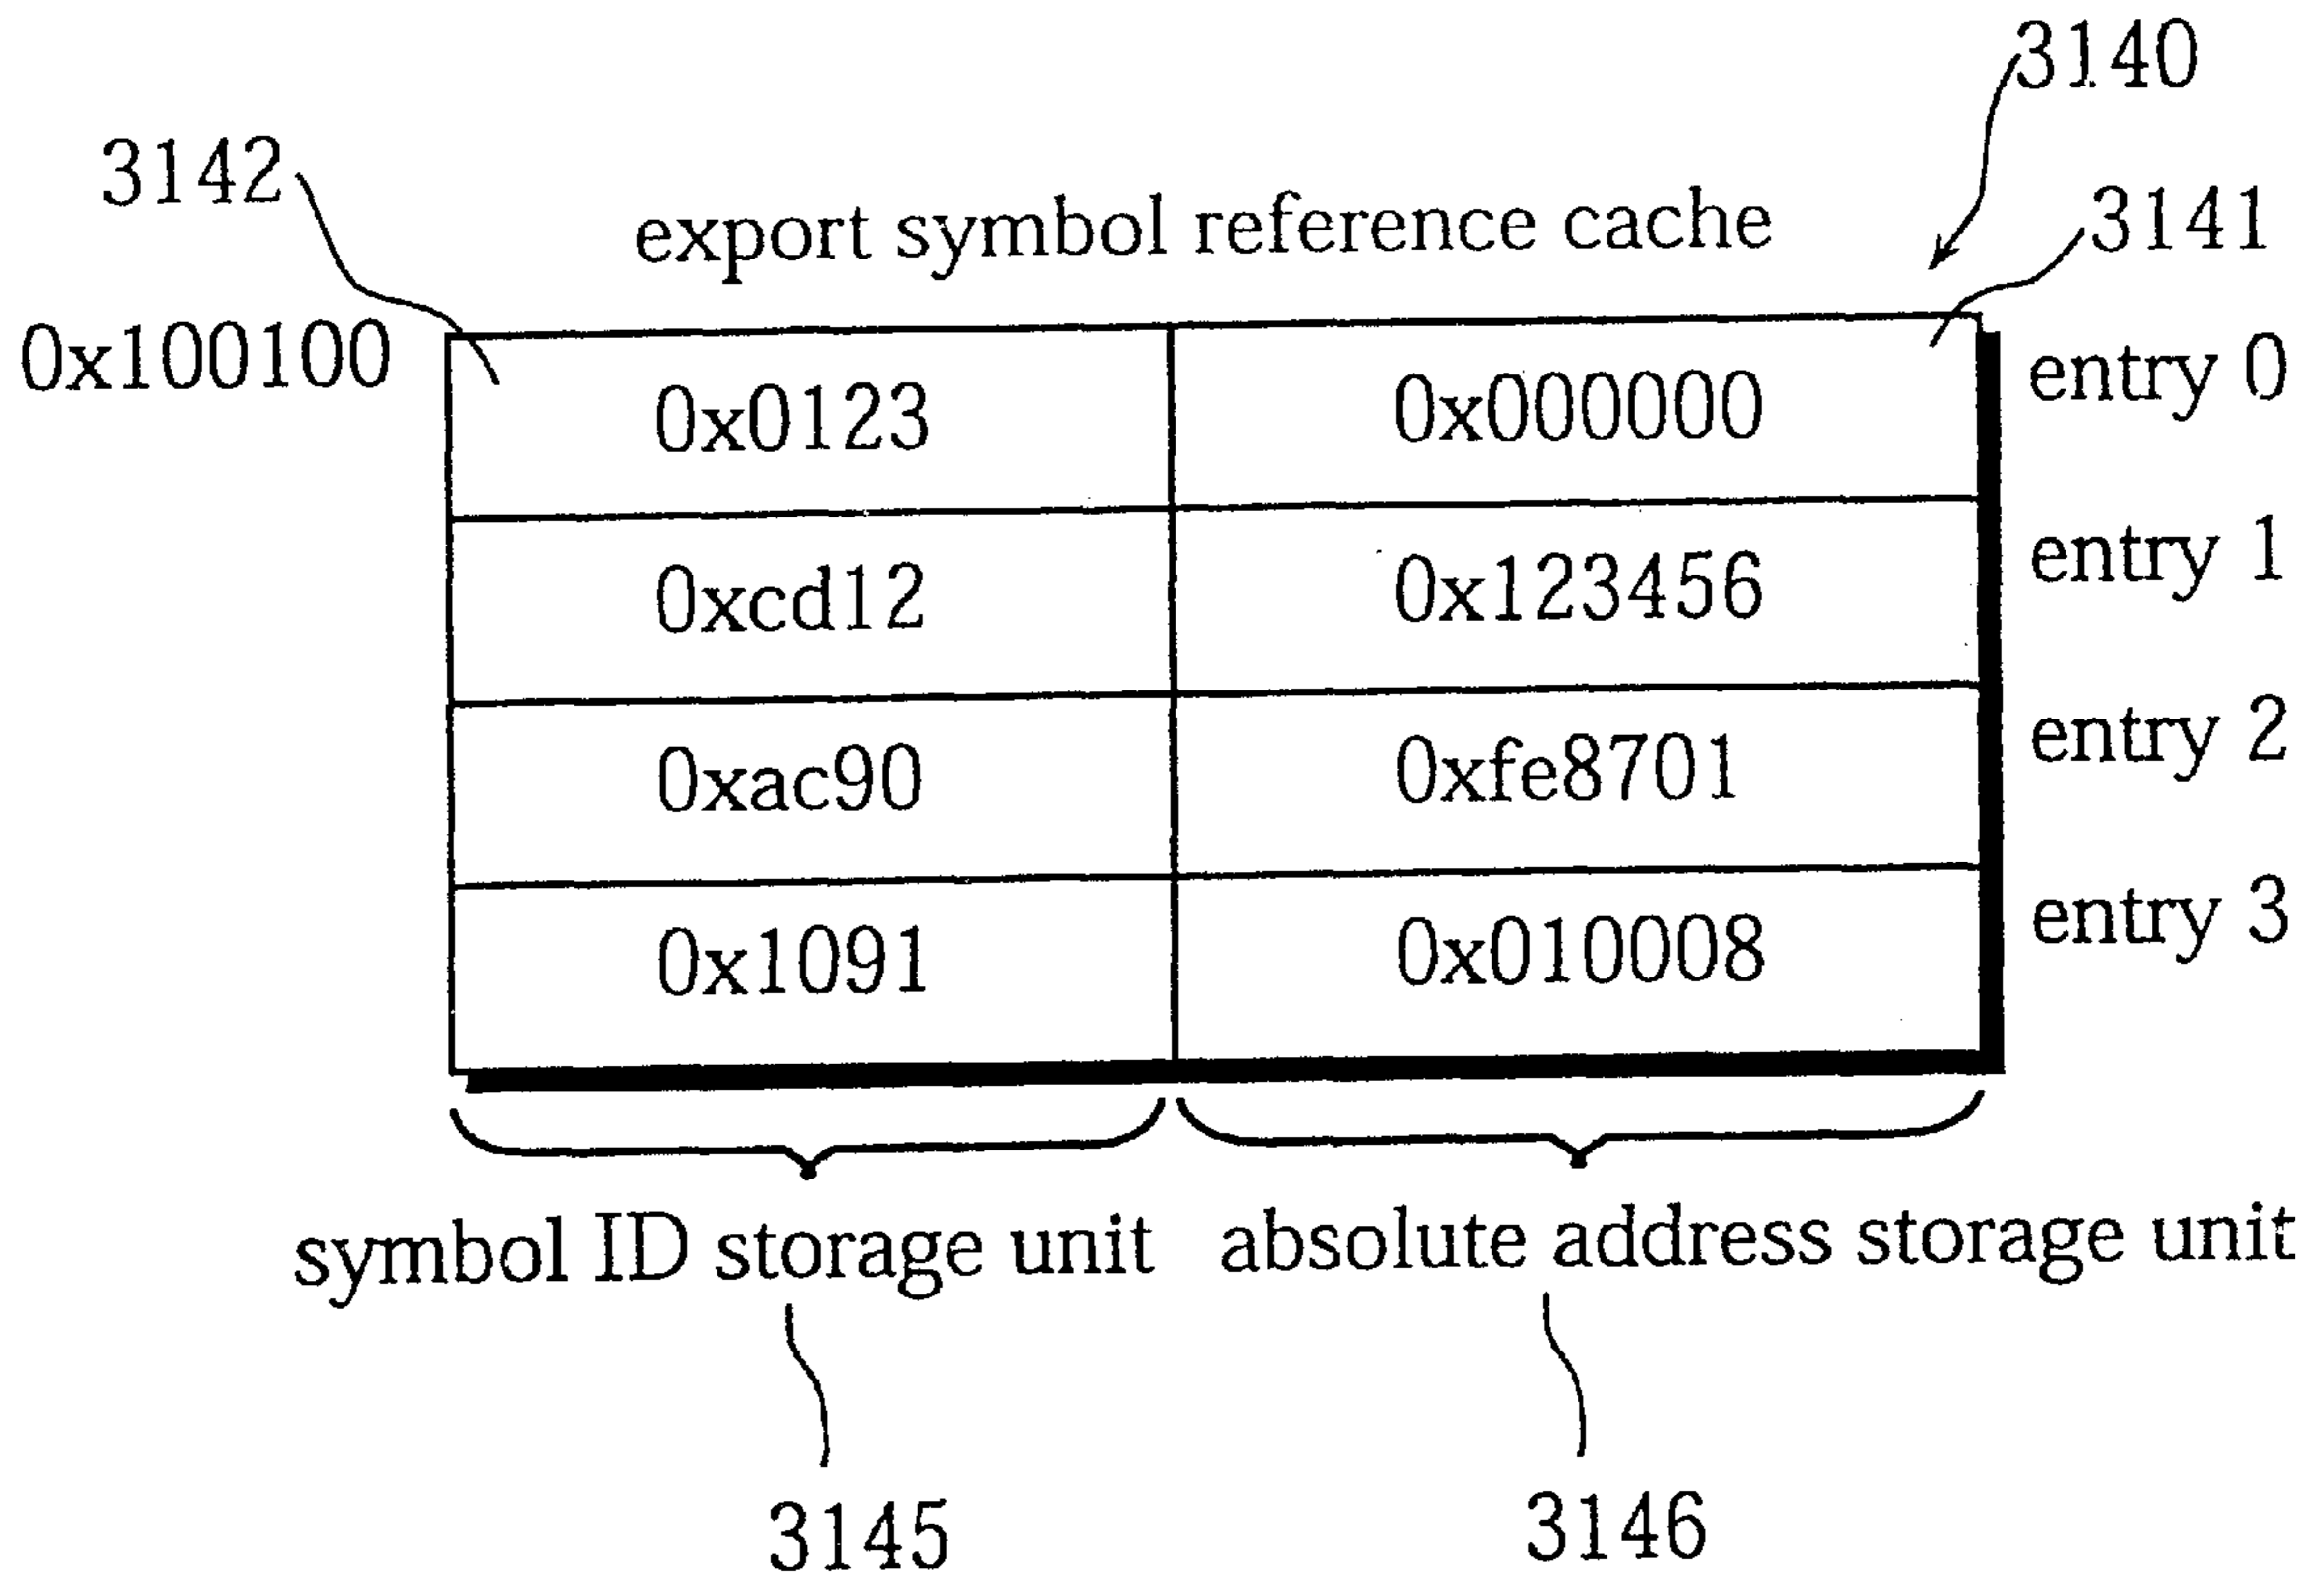 3140
3142
export symbol reference cache
3141
0x100100
0x0123 0x000000 entry 0
0xcd12 0x123456 entry 1
0xac90 0xfe8701 entry 2
0x1091 0x010008 entry 3
symbol ID storage unit absolute address storage unit
3145 3146